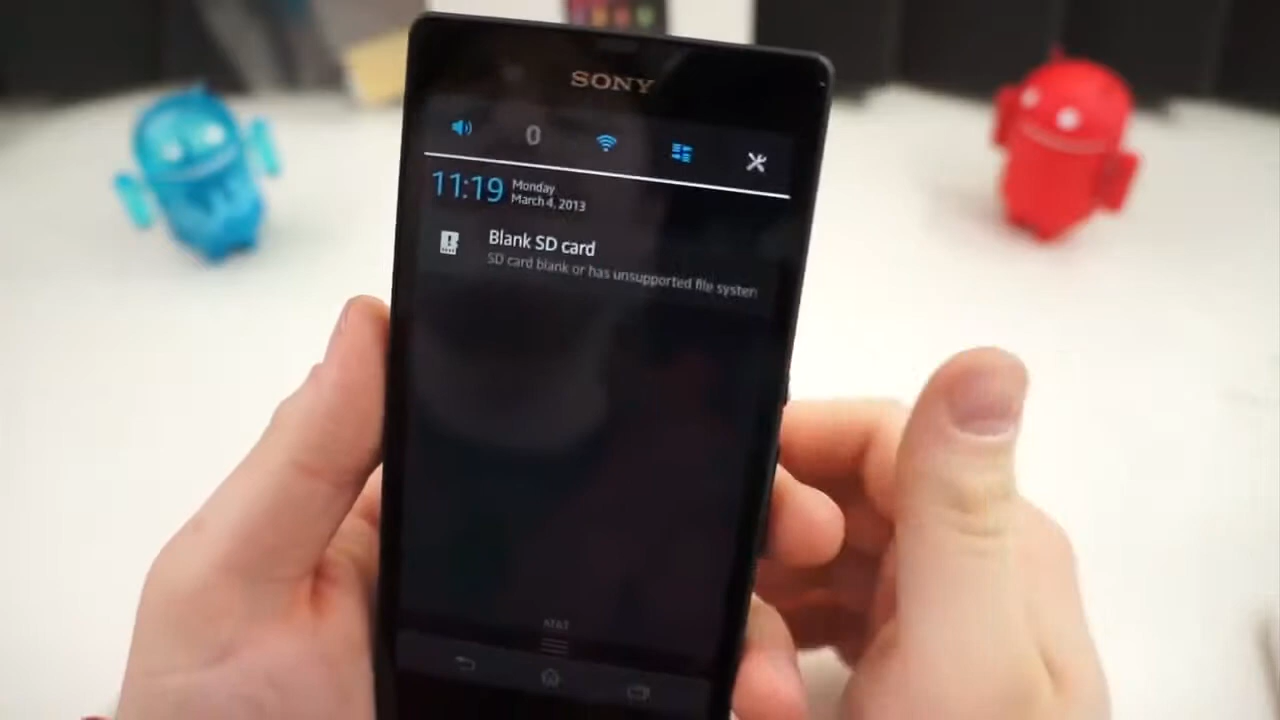 SONY
11:19
Monday
March 4, 2013
Blank SD card
SD card blank or has unsupported file system
AT&T